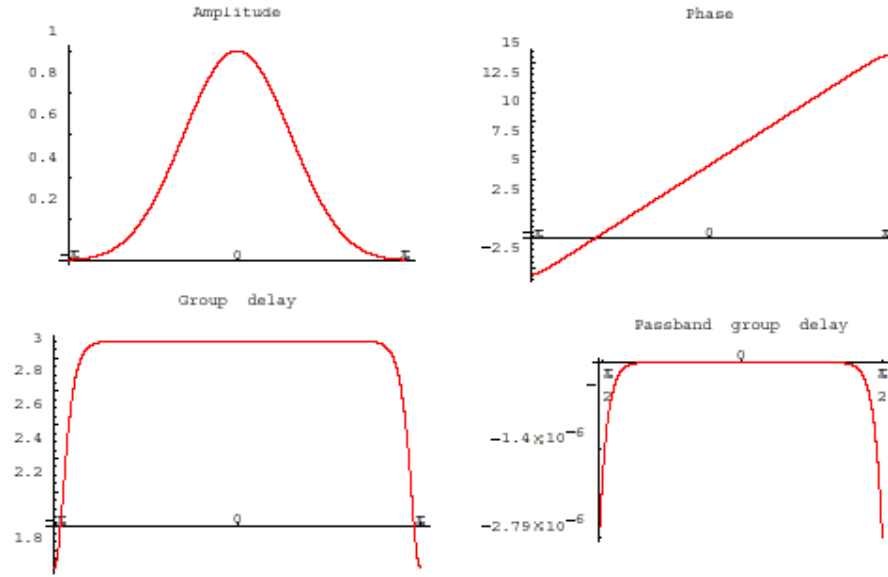 Amplitude
1
0.8
0.6
0.4
0.2
-π 0 π
Phase
15
12.5
10
7.5
5
2.5
-2.5
-π 0 π
Group delay
3
2.8
2.6
2.4
2.2
1.8
-π 0 π
Passband group delay
0
-π/2 π/2
-1.4×10^-6
-2.79×10^-6